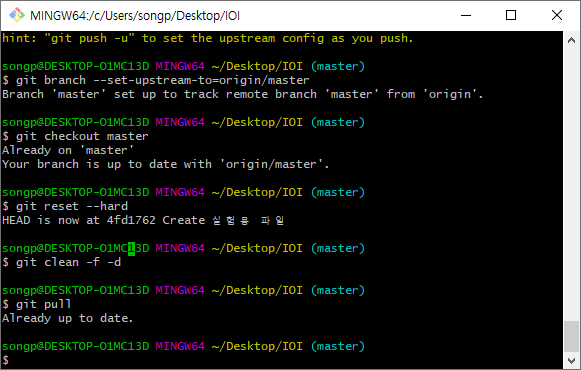 MINGW64:/c/Users/songp/Desktop/IOI
hint: "git push -u" to set the upstream config as you push.
songp@DESKTOP-O1MC13D MINGW64 ~/Desktop/IOI (master)
$ git branch --set-upstream-to=origin/master
Branch 'master' set up to track remote branch 'master' from 'origin'.
songp@DESKTOP-O1MC13D MINGW64 ~/Desktop/IOI (master)
$ git checkout master
Already on 'master'
Your branch is up to date with 'origin/master'.
songp@DESKTOP-O1MC13D MINGW64 ~/Desktop/IOI (master)
$ git reset --hard
HEAD is now at 4fd1762 Create 실험용 파일
songp@DESKTOP-O1MC13D MINGW64 ~/Desktop/IOI (master)
$ git clean -f -d
songp@DESKTOP-O1MC13D MINGW64 ~/Desktop/IOI (master)
$ git pull
Already up to date.
songp@DESKTOP-O1MC13D MINGW64 ~/Desktop/IOI (master)
$